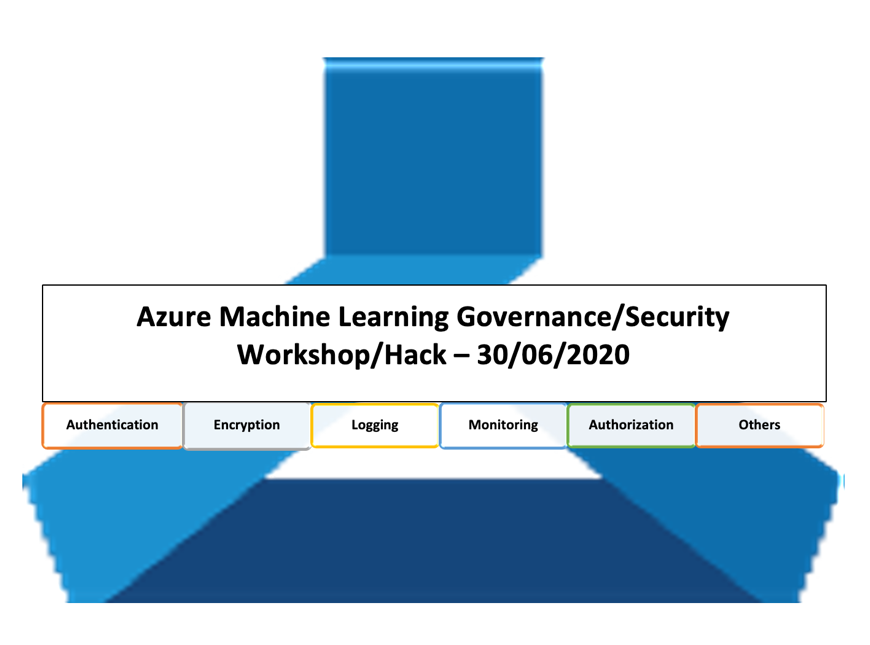 Azure Machine Learning Governance/Security
Workshop/Hack – 30/06/2020
Authentication
Encryption
Logging
Monitoring
Authorization
Others